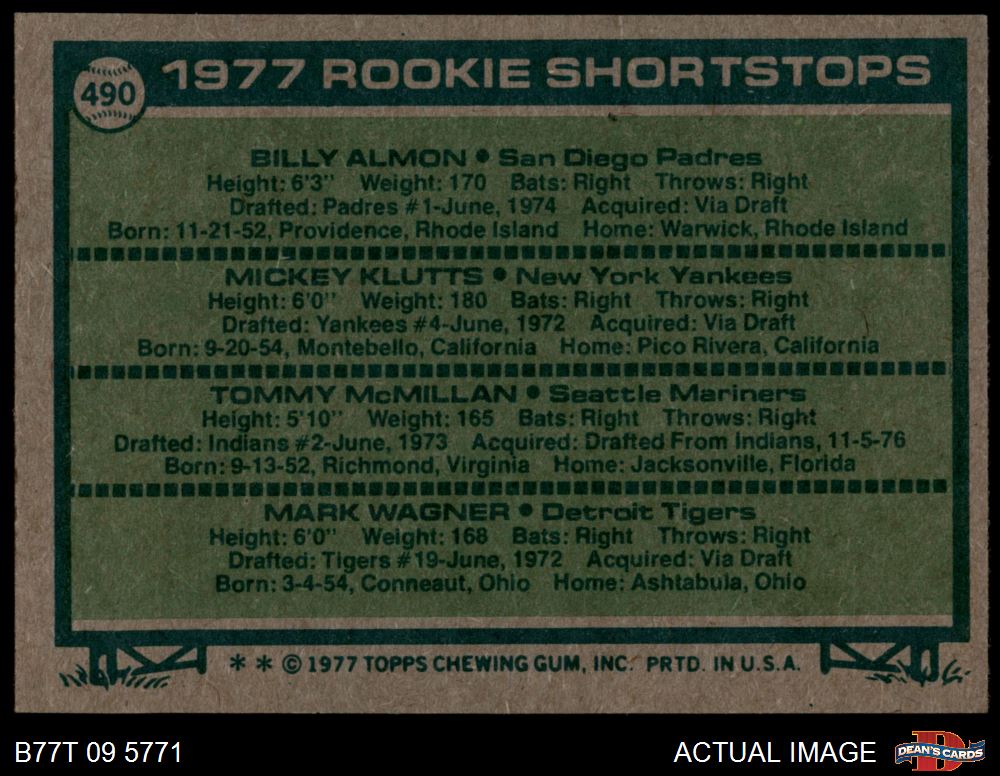 490
1977 ROOKIE SHORTSTOPS
BILLY ALMON • San Diego Padres
Height: 6'3" Weight: 170 Bats: Right Throws: Right
Drafted: Padres #1-June, 1974 Acquired: Via Draft
Born: 11-21-52, Providence, Rhode Island Home: Warwick, Rhode Island
MICKEY KLUTTS • New York Yankees
Height: 6'0" Weight: 180 Bats: Right Throws: Right
Drafted: Yankees #4-June, 1972 Acquired: Via Draft
Born: 9-20-54, Montebello, California Home: Pico Rivera, California
TOMMY McMILLAN • Seattle Mariners
Height: 5'10" Weight: 165 Bats: Right Throws: Right
Drafted: Indians #2-June, 1973 Acquired: Drafted From Indians, 11-5-76
Born: 9-13-52, Richmond, Virginia Home: Jacksonville, Florida
MARK WAGNER • Detroit Tigers
Height: 6'0" Weight: 168 Bats: Right Throws: Right
Drafted: Tigers #19-June, 1972 Acquired: Via Draft
Born: 3-4-54, Conneaut, Ohio Home: Ashtabula, Ohio
* * © 1977 TOPPS CHEWING GUM, INC. PRTD. IN U.S.A.
B77T 09 5771
ACTUAL IMAGE
D
DEAN'S CARDS